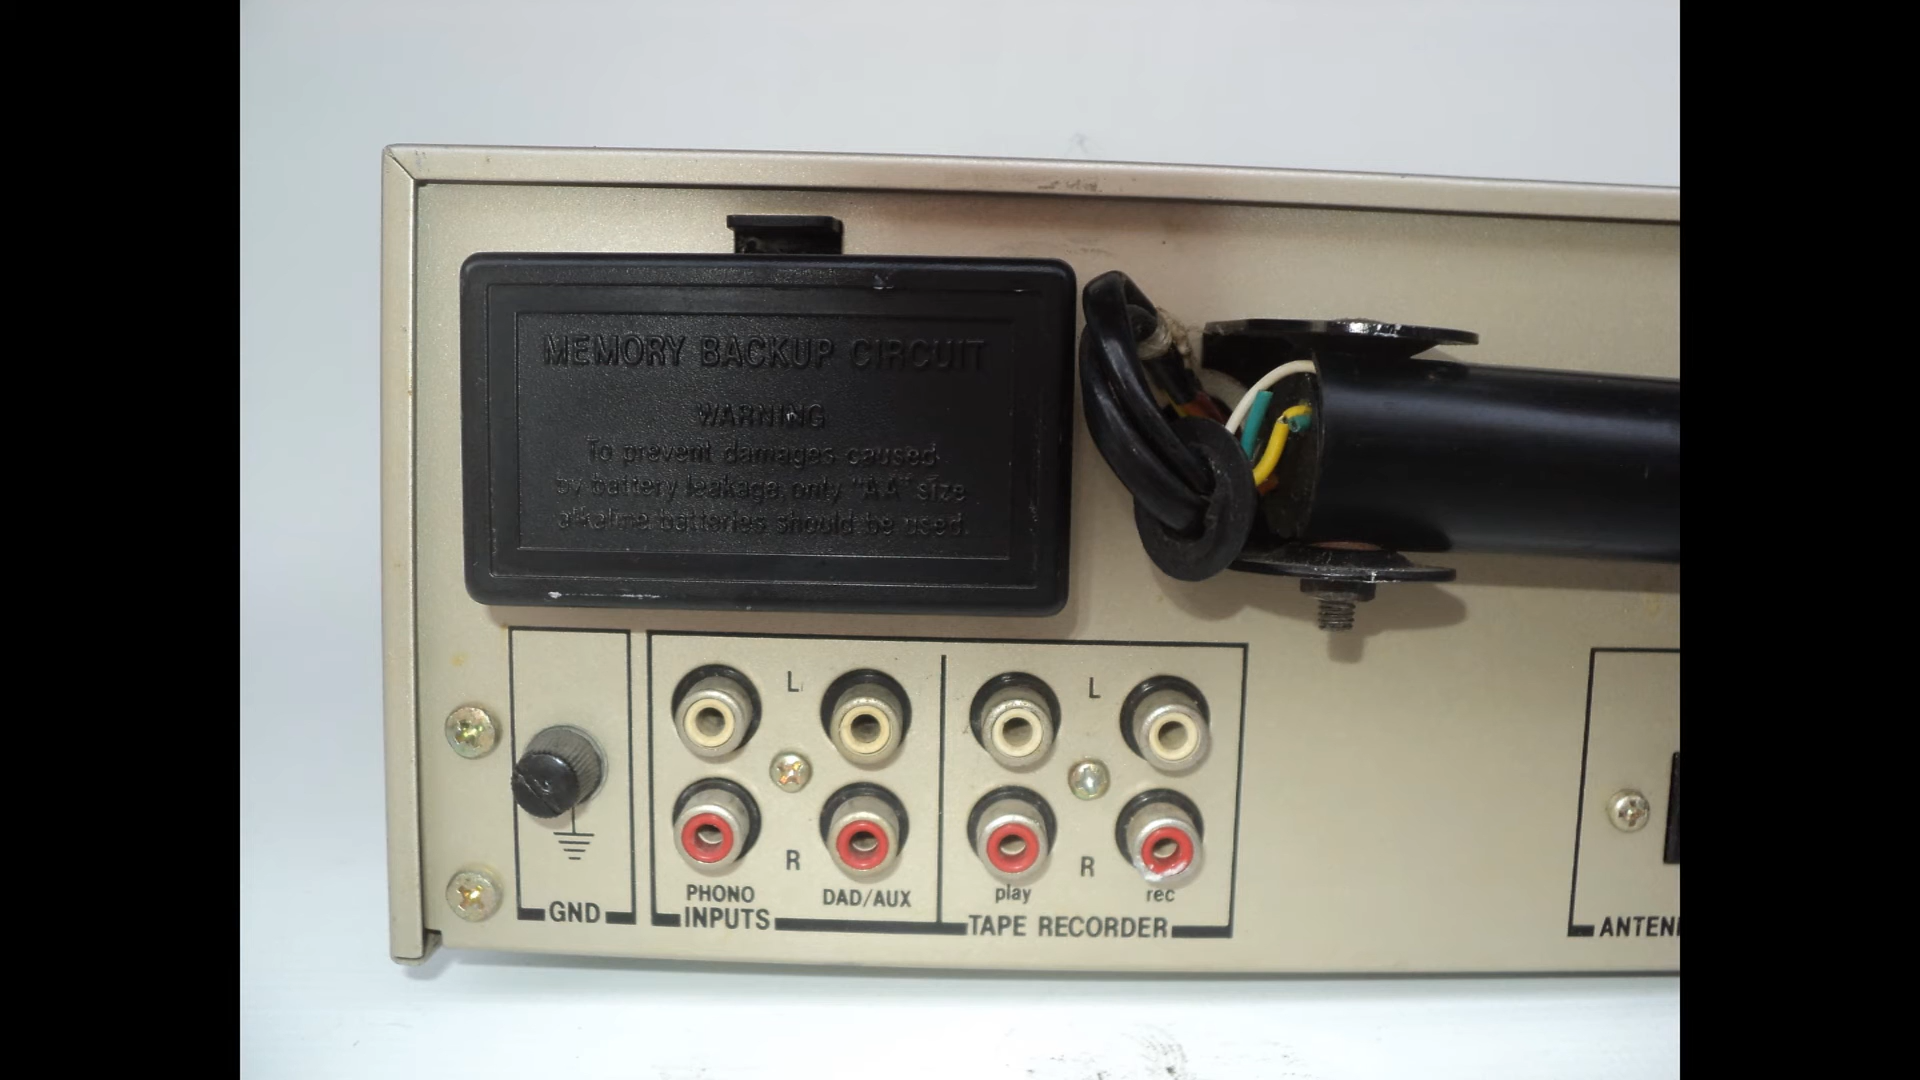 MEMORY BACKUP CIRCUIT
WARNING
To prevent damages caused
by battery leakage, only "AA" size
alkaline batteries should be used.
L
L
R
R
PHONO
DAD/AUX
play
rec
GND
INPUTS
TAPE RECORDER